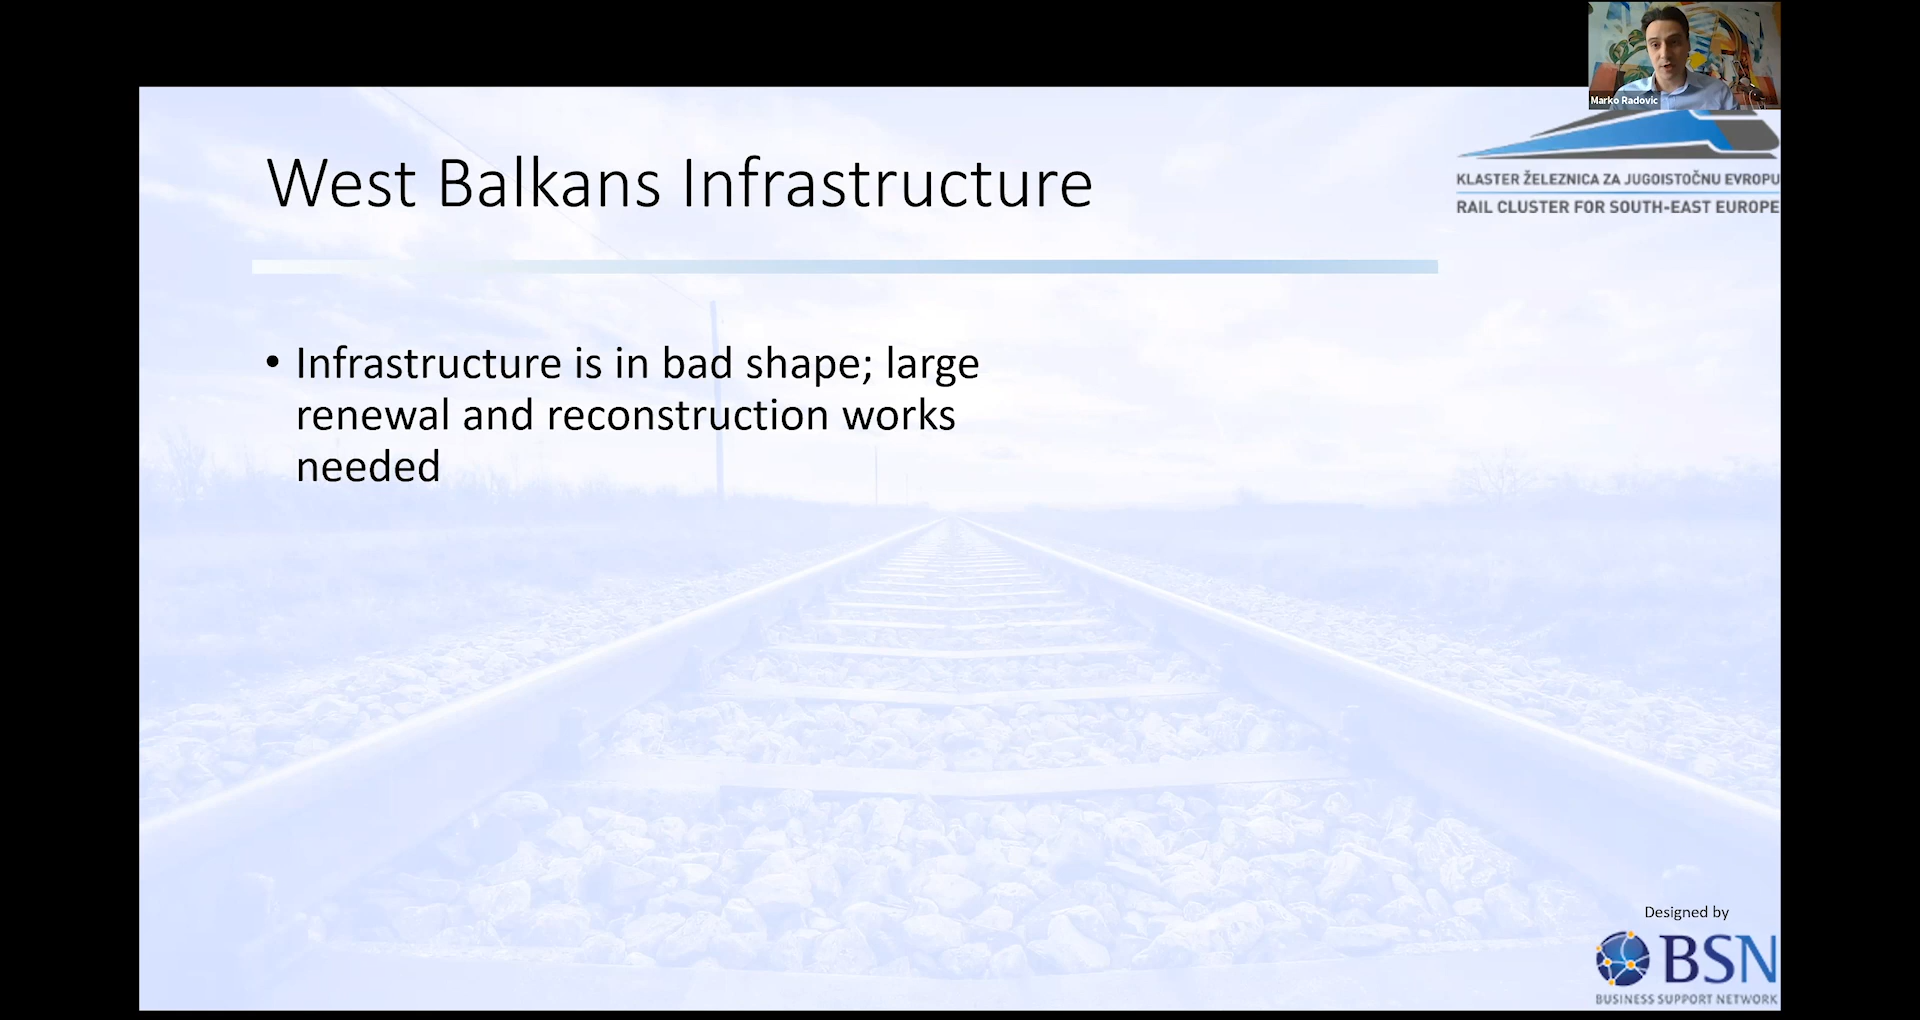 Marko Radovic
KLASTER ŽELEZNICA ZA JUGOISTOČNU EVROPU
RAIL CLUSTER FOR SOUTH-EAST EUROPE
West Balkans Infrastructure
• Infrastructure is in bad shape; large
renewal and reconstruction works
needed
Designed by
BSN
BUSINESS SUPPORT NETWORK